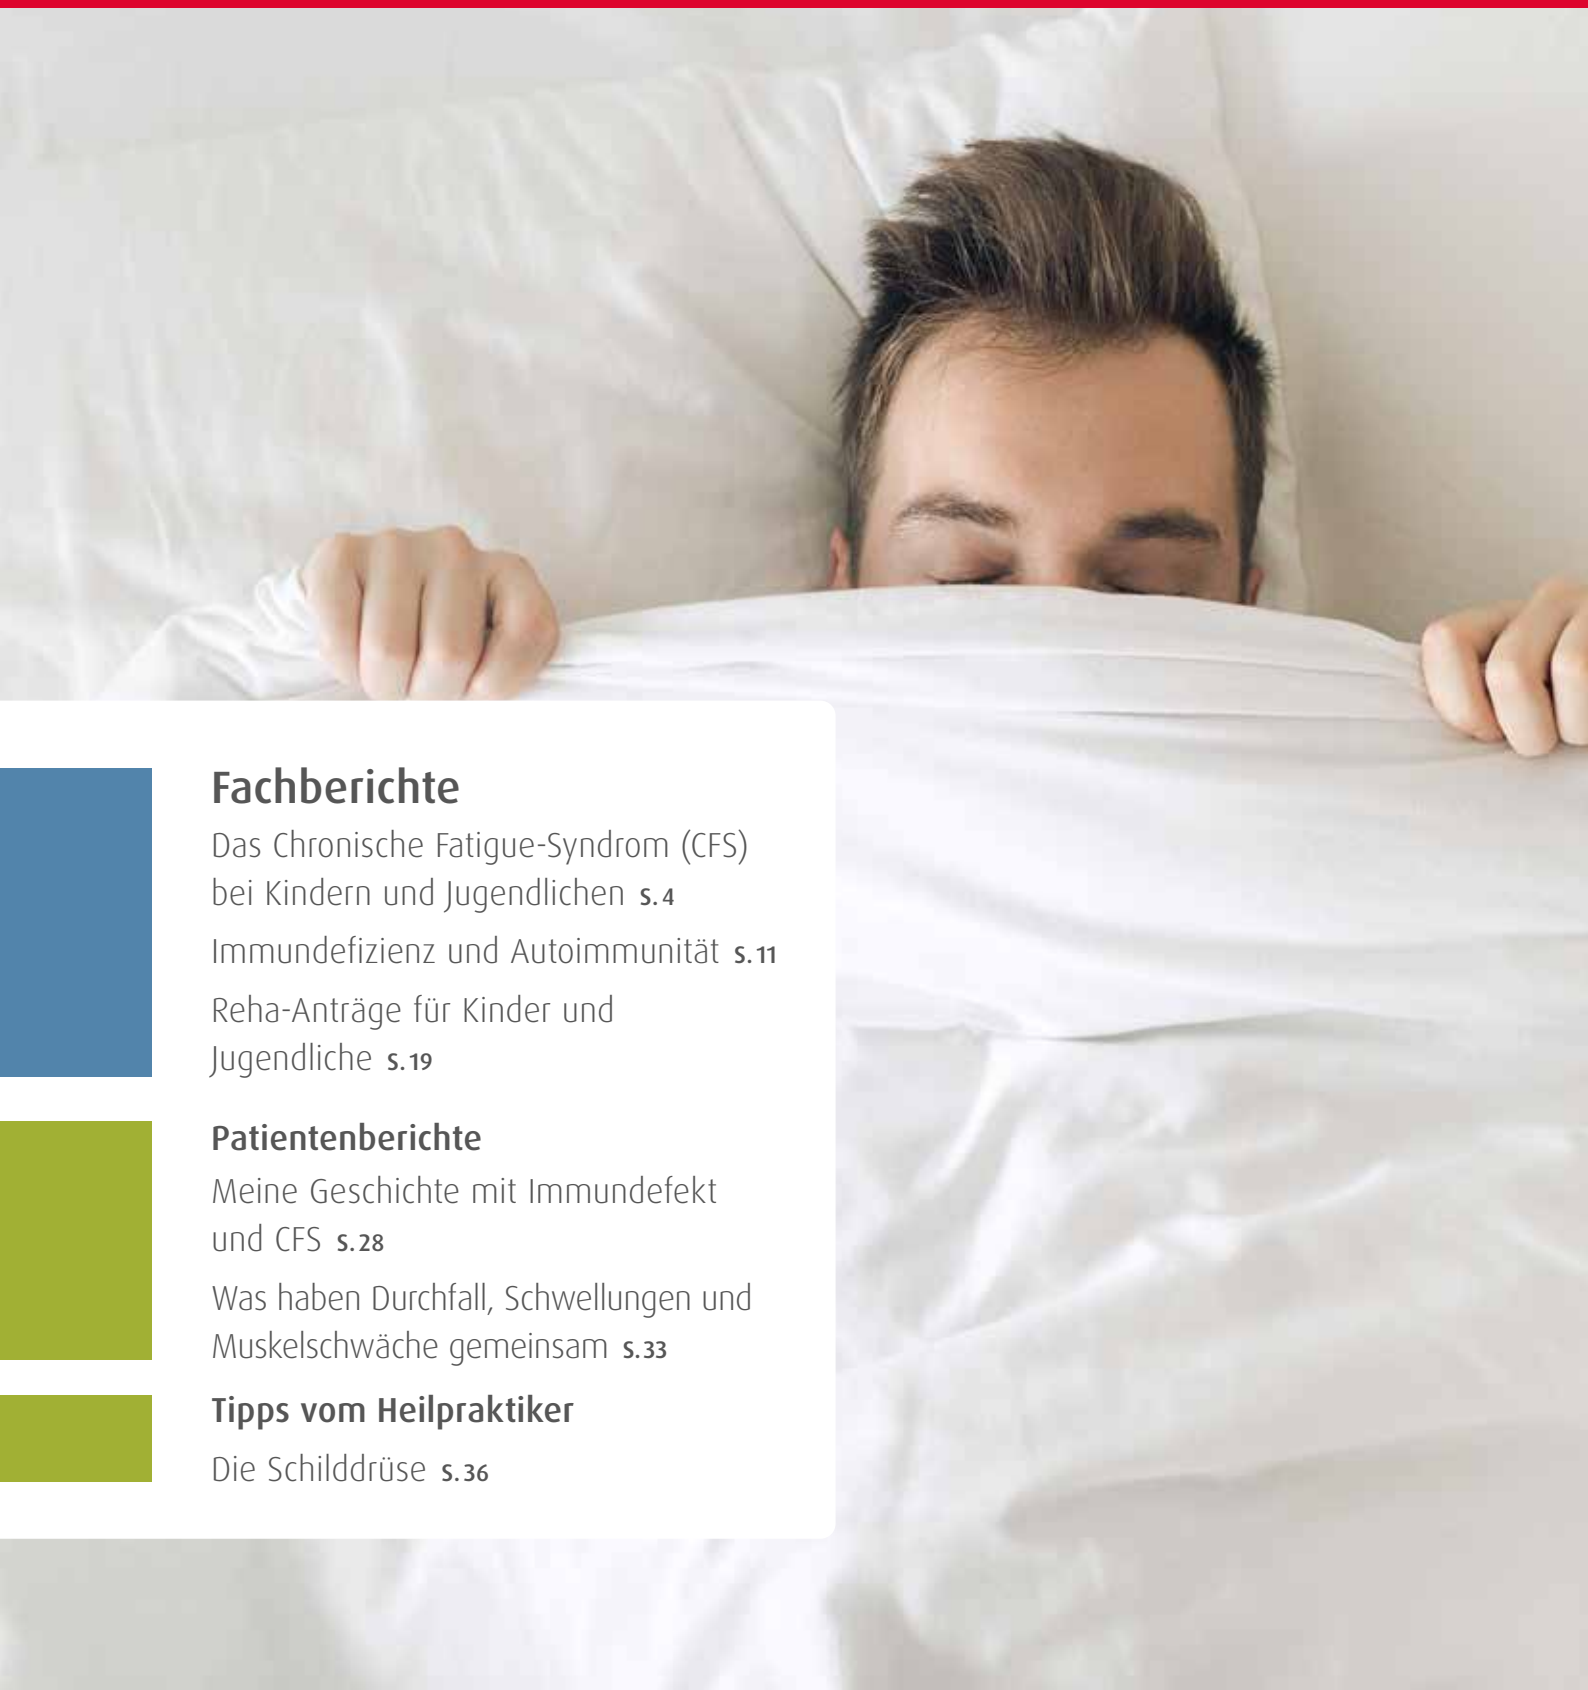 Fachberichte
Das Chronische Fatigue-Syndrom (CFS)
bei Kindern und Jugendlichen S. 4
Immundefizienz und Autoimmunität S. 11
Reha-Anträge für Kinder und
Jugendliche S. 19
Patientenberichte
Meine Geschichte mit Immundefekt
und CFS S. 28
Was haben Durchfall, Schwellungen und
Muskelschwäche gemeinsam S. 33
Tipps vom Heilpraktiker
Die Schilddrüse S. 36